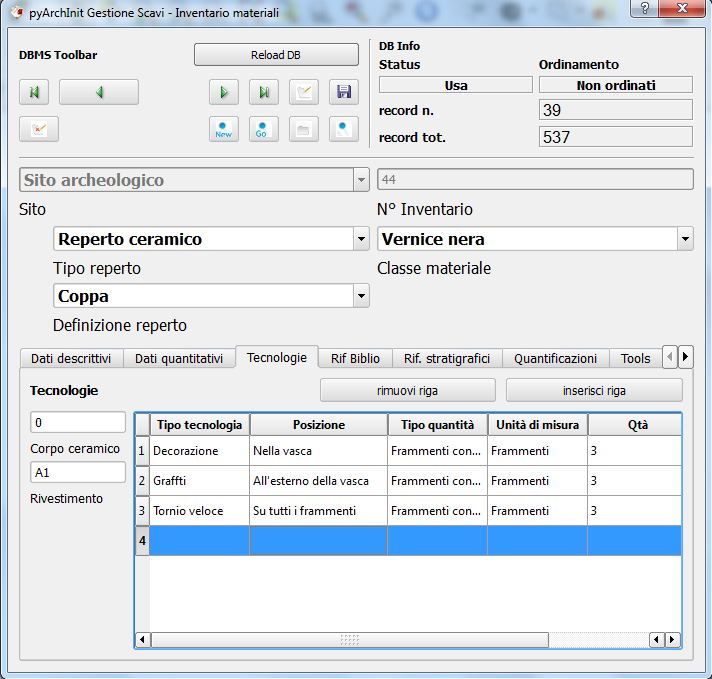 pyArchInit Gestione Scavi - Inventario materiali
?
X
DBMS Toolbar
Reload DB
DB Info
Status
Ordinamento
Usa
Non ordinati
record n.
39
record tot.
537
New
Go
Sito archeologico
44
Sito
N° Inventario
Reperto ceramico
Vernice nera
Tipo reperto
Classe materiale
Coppa
Definizione reperto
Dati descrittivi
Dati quantitativi
Tecnologie
Rif Biblio
Rif. stratigrafici
Quantificazioni
Tools
Tecnologie
rimuovi riga
inserisci riga
0
Corpo ceramico
A1
Rivestimento
Tipo tecnologia Posizione Tipo quantità Unità di misura Qtà
1 Decorazione Nella vasca Frammenti con... Frammenti 3
2 Graffti All'esterno della vasca Frammenti con... Frammenti 3
3 Tornio veloce Su tutti i frammenti Frammenti con... Frammenti 3
4